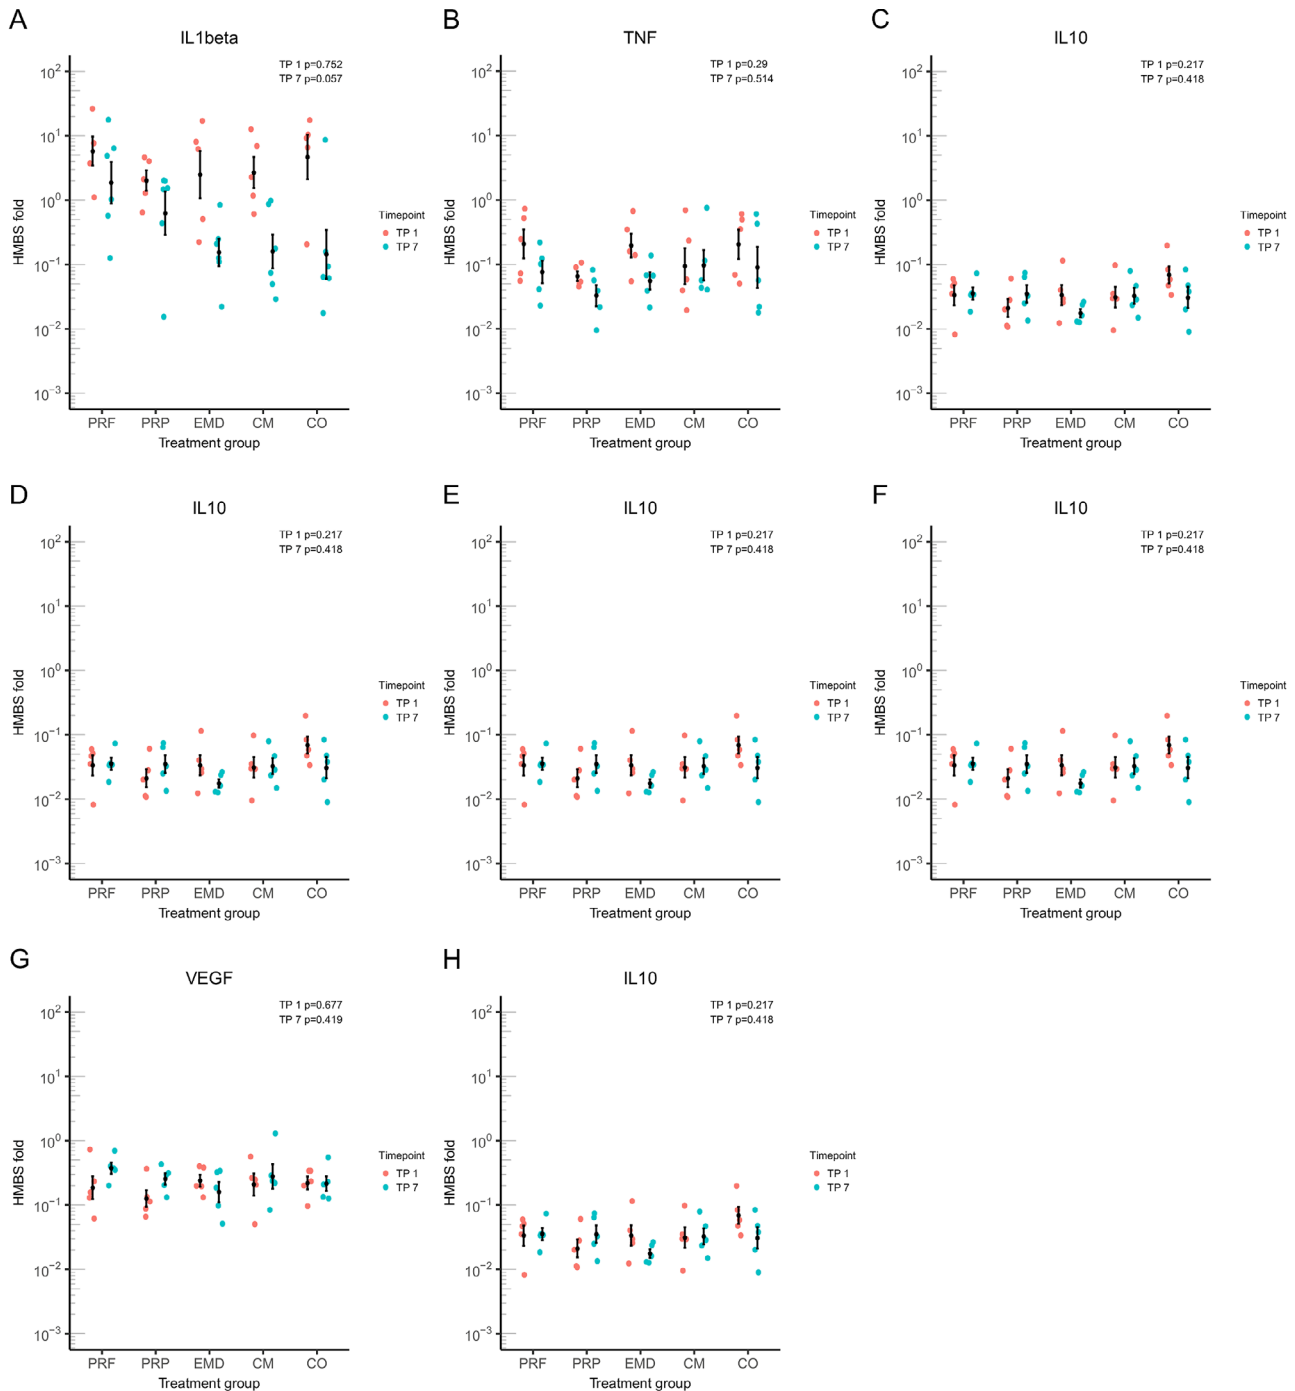 A
IL1beta
TP 1 p=0.752
TP 7 p=0.057
10²
10¹
10⁰
10⁻¹
10⁻²
10⁻³
HMBS fold
PRF PRP EMD CM CO
Treatment group
Timepoint
TP 1
TP 7
B
TNF
TP 1 p=0.29
TP 7 p=0.514
10²
10¹
10⁰
10⁻¹
10⁻²
10⁻³
HMBS fold
PRF PRP EMD CM CO
Treatment group
Timepoint
TP 1
TP 7
C
IL10
TP 1 p=0.217
TP 7 p=0.418
10²
10¹
10⁰
10⁻¹
10⁻²
10⁻³
HMBS fold
PRF PRP EMD CM CO
Treatment group
Timepoint
TP 1
TP 7
D
IL10
TP 1 p=0.217
TP 7 p=0.418
10²
10¹
10⁰
10⁻¹
10⁻²
10⁻³
HMBS fold
PRF PRP EMD CM CO
Treatment group
Timepoint
TP 1
TP 7
E
IL10
TP 1 p=0.217
TP 7 p=0.418
10²
10¹
10⁰
10⁻¹
10⁻²
10⁻³
HMBS fold
PRF PRP EMD CM CO
Treatment group
Timepoint
TP 1
TP 7
F
IL10
TP 1 p=0.217
TP 7 p=0.418
10²
10¹
10⁰
10⁻¹
10⁻²
10⁻³
HMBS fold
PRF PRP EMD CM CO
Treatment group
Timepoint
TP 1
TP 7
G
VEGF
TP 1 p=0.677
TP 7 p=0.419
10²
10¹
10⁰
10⁻¹
10⁻²
10⁻³
HMBS fold
PRF PRP EMD CM CO
Treatment group
Timepoint
TP 1
TP 7
H
IL10
TP 1 p=0.217
TP 7 p=0.418
10²
10¹
10⁰
10⁻¹
10⁻²
10⁻³
HMBS fold
PRF PRP EMD CM CO
Treatment group
Timepoint
TP 1
TP 7